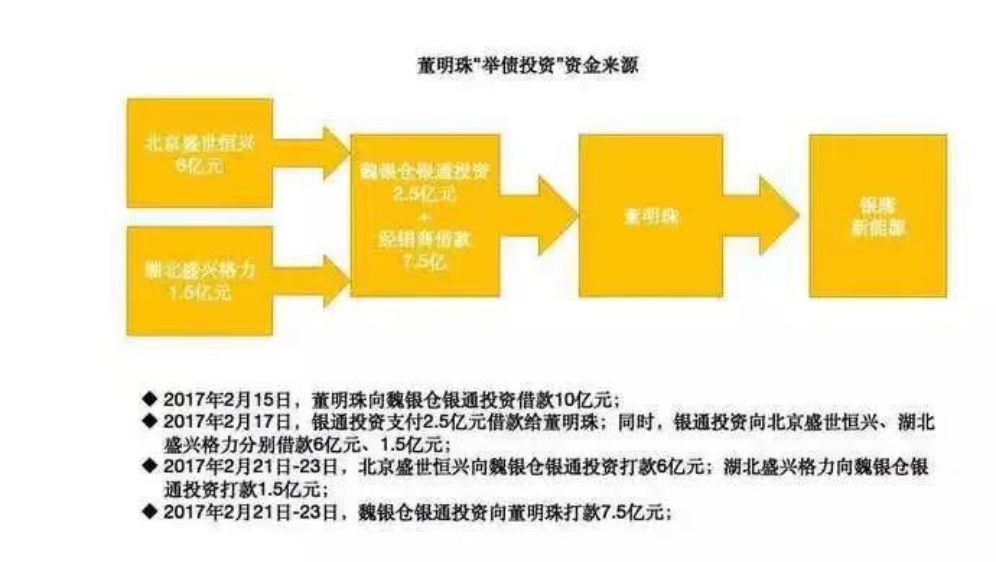 董明珠“举债投资”资金来源
北京盛世恒兴
6亿元
湖北盛兴格力
1.5亿元
魏银仓银通投资
2.5亿元
+
经销商借款
7.5亿
董明珠
银隆
新能源
◆ 2017年2月15日，董明珠向魏银仓银通投资借款10亿元；
◆ 2017年2月17日，银通投资支付2.5亿元借款给董明珠；同时，银通投资向北京盛世恒兴、湖北
盛兴格力分别借款6亿元、1.5亿元；
◆ 2017年2月21日-23日，北京盛世恒兴向魏银仓银通投资打款6亿元；湖北盛兴格力向魏银仓银
通投资打款1.5亿元；
◆ 2017年2月21日-23日，魏银仓银通投资向董明珠打款7.5亿元；